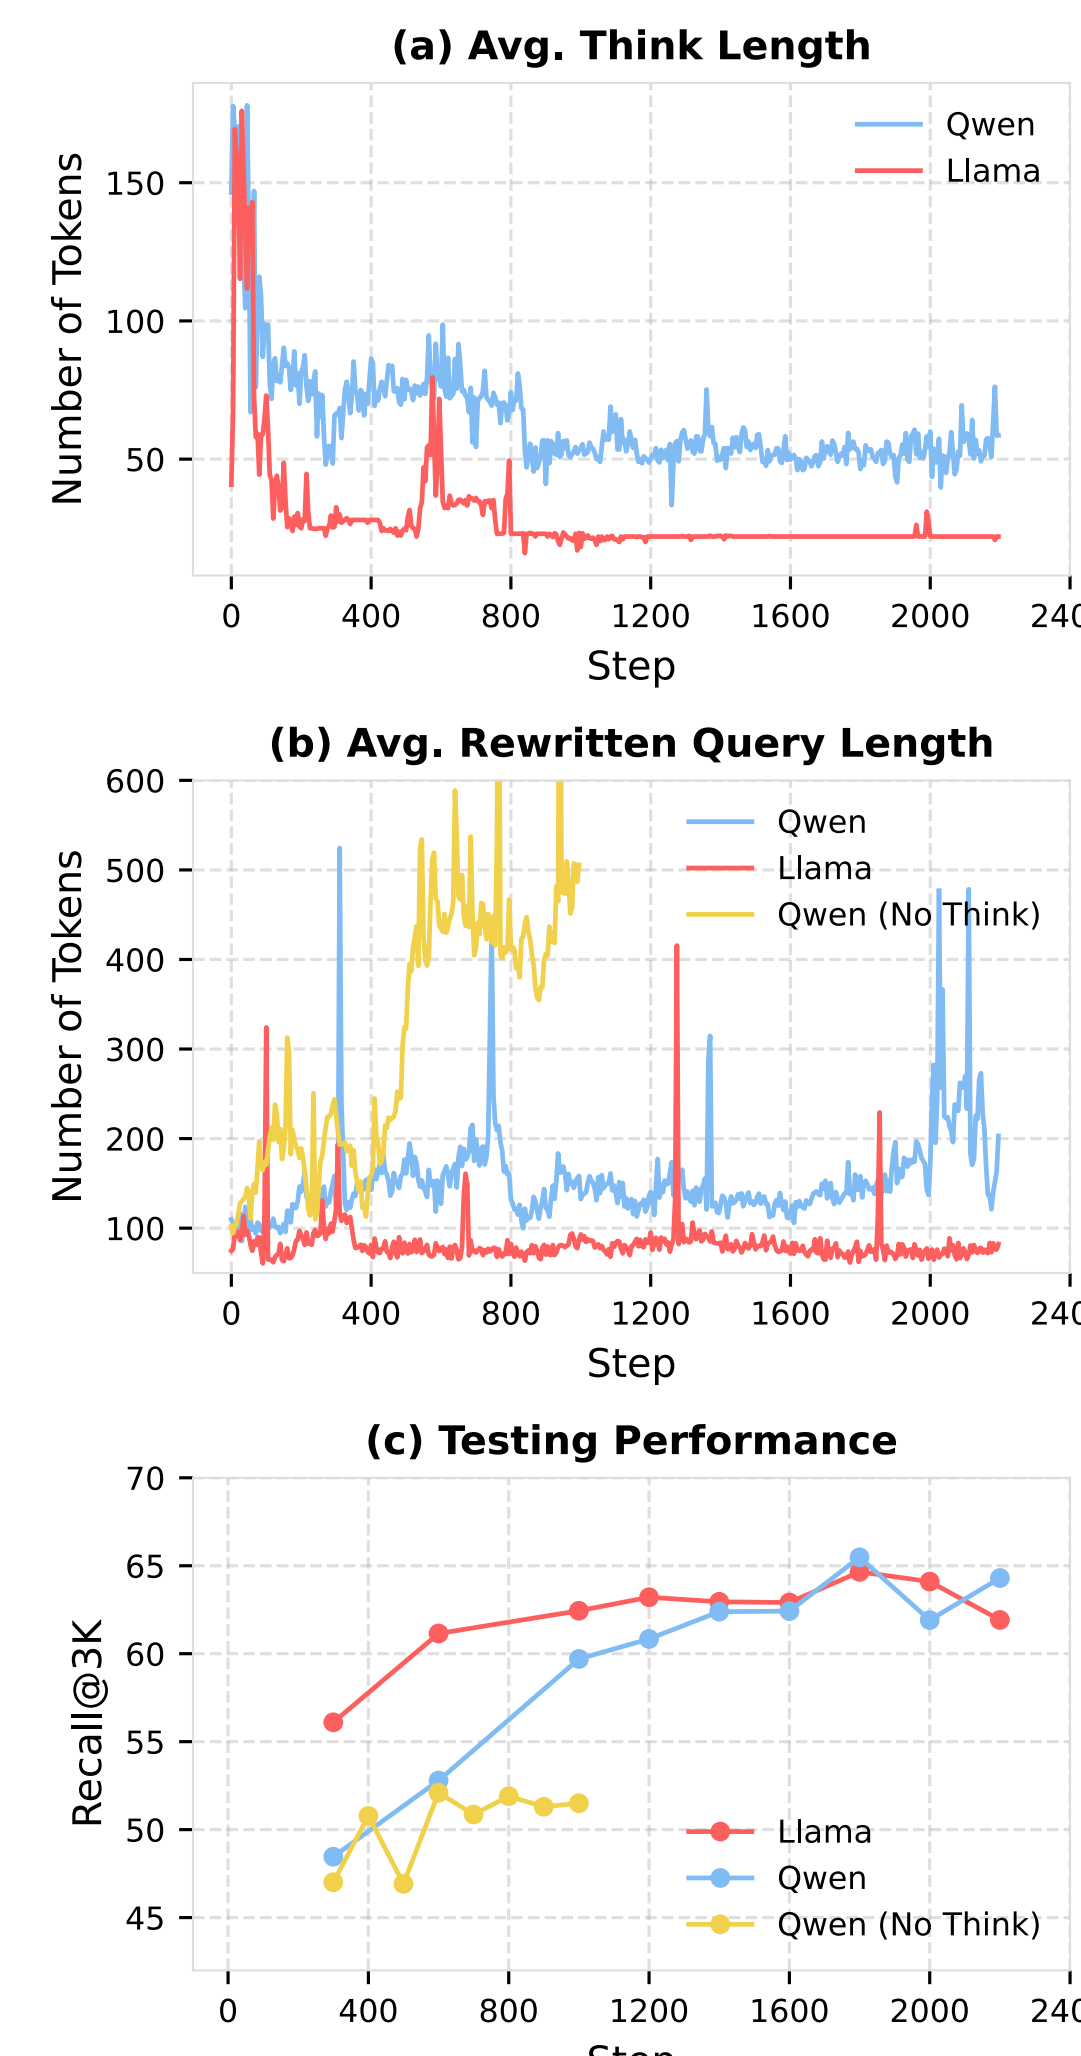 (a) Avg. Think Length
Number of Tokens
150
100
50
Qwen
Llama
0 400 800 1200 1600 2000
Step
(b) Avg. Rewritten Query Length
Number of Tokens
600
500
400
300
200
100
Qwen
Llama
Qwen (No Think)
0 400 800 1200 1600 2000
Step
(c) Testing Performance
Recall@3K
70
65
60
55
50
45
Llama
Qwen
Qwen (No Think)
0 400 800 1200 1600 2000